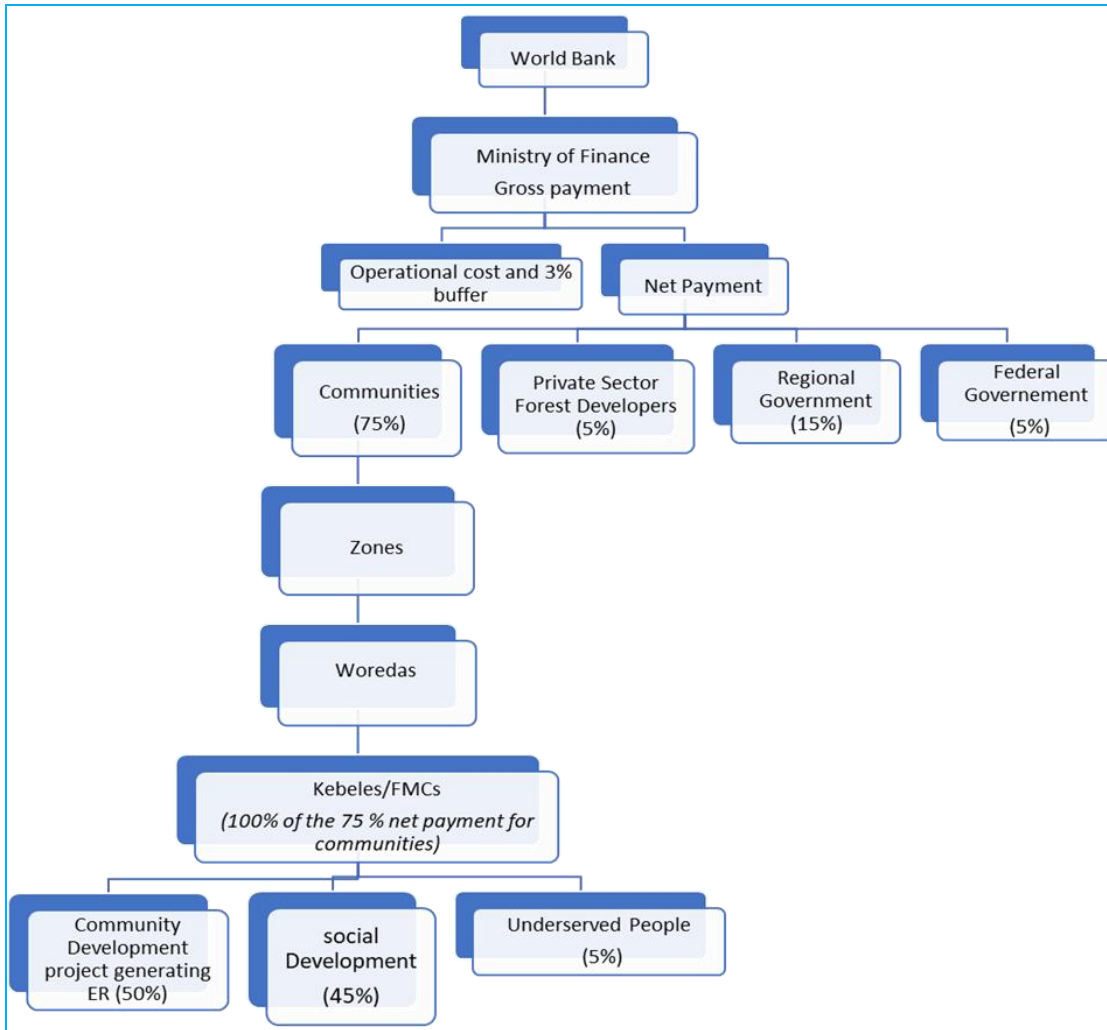 World Bank
Ministry of Finance
Gross payment
Operational cost and 3%
buffer
Net Payment
Communities
(75%)
Private Sector
Forest Developers
(5%)
Regional
Government
(15%)
Federal
Governement
(5%)
Zones
Woredas
Kebeles/FMCs
(100% of the 75 % net payment for
communities)
Community
Development
project generating
ER (50%)
social
Development
(45%)
Underserved People
(5%)